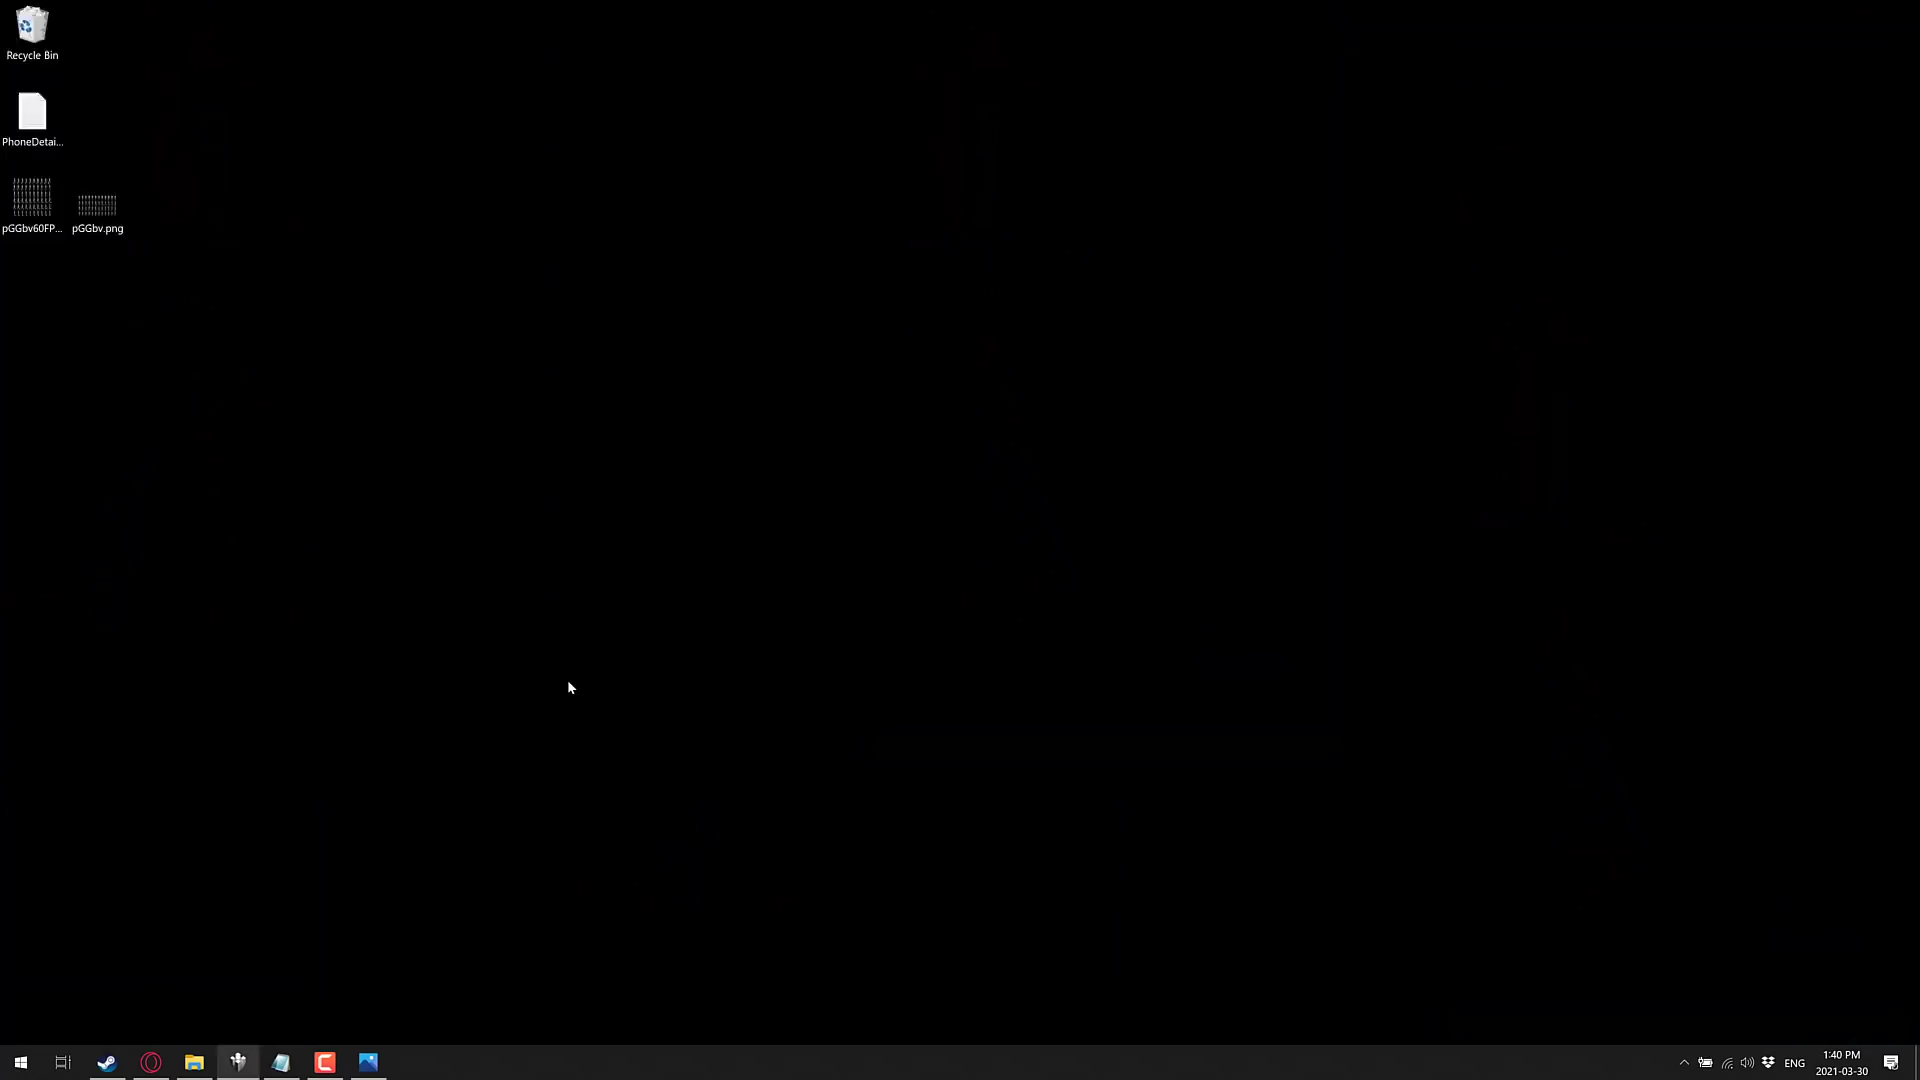 Recycle Bin
PhoneDetai...
pGGbv60FP...
pGGbv.png
ENG
1:40 PM
2021-03-30